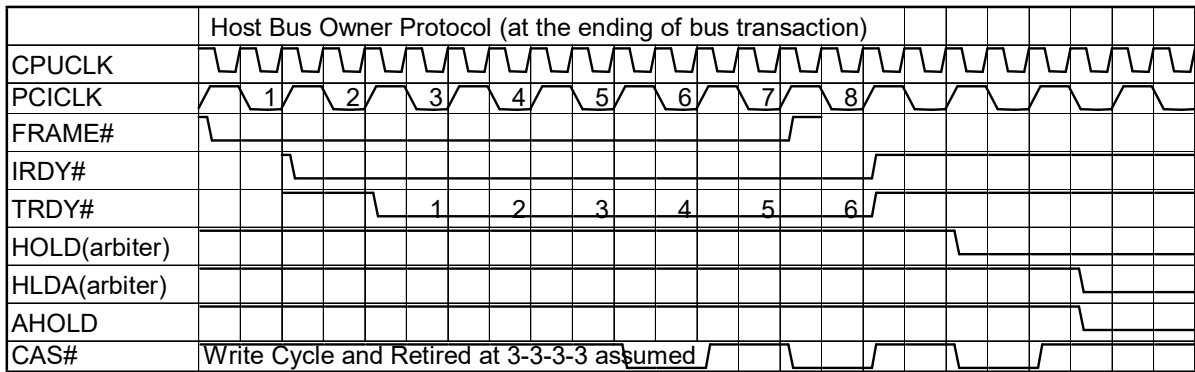 Host Bus Owner Protocol (at the ending of bus transaction)
CPUCLK
PCICLK 1 2 3 4 5 6 7 8
FRAME#
IRDY#
TRDY# 1 2 3 4 5 6
HOLD(arbiter)
HLDA(arbiter)
AHOLD
CAS# Write Cycle and Retired at 3-3-3-3 assumed